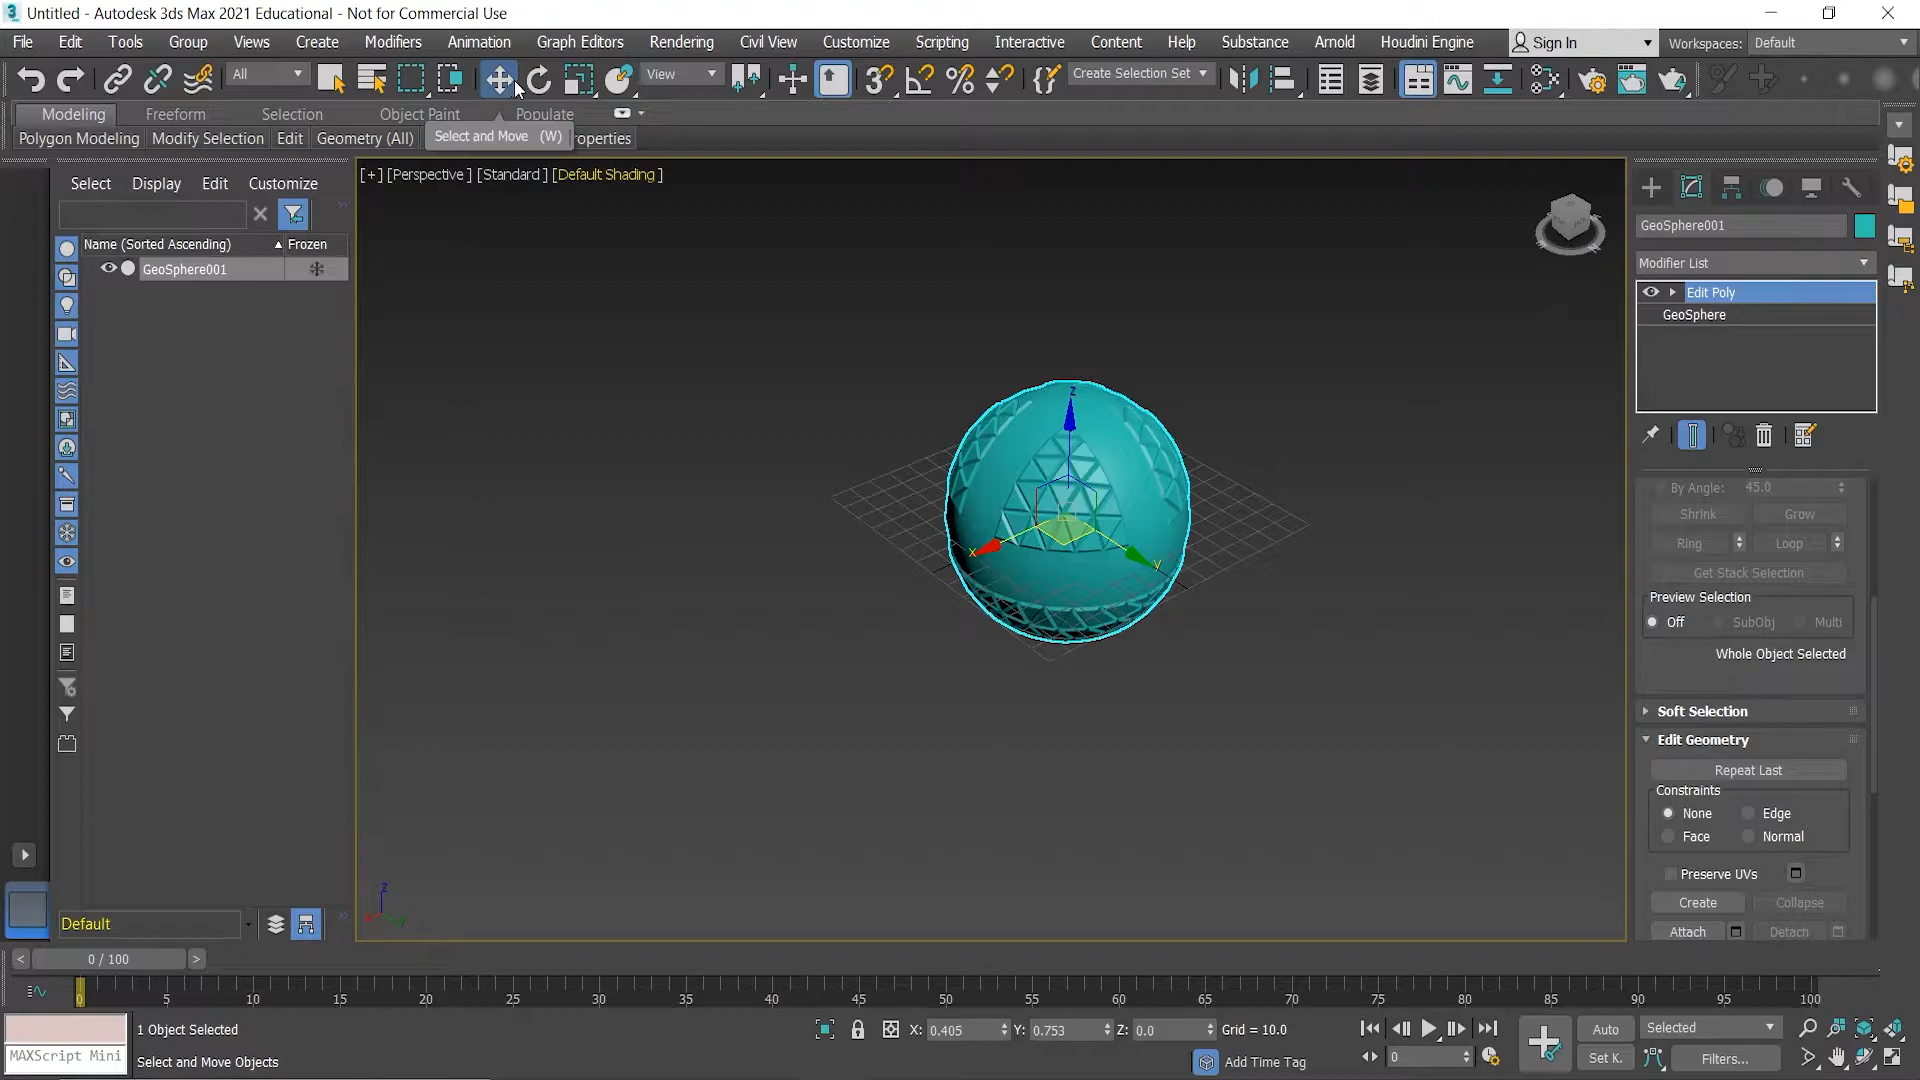 Untitled - Autodesk 3ds Max 2021 Educational - Not for Commercial Use
File Edit Tools Group Views Create Modifiers Animation Graph Editors Rendering Civil View Customize Scripting Interactive Content Help Substance Arnold Houdini Engine Sign In Workspaces: Default
All View Create Selection Set
Modeling Freeform Selection Object Paint Populate
Polygon Modeling Modify Selection Edit Geometry (All) Select and Move (W) roperties
[+] [Perspective ] [Standard ] [Default Shading ]
Select Display Edit Customize
Name (Sorted Ascending) Frozen
GeoSphere001
GeoSphere001
Modifier List
Edit Poly
GeoSphere
z
x
y
By Angle: 45.0
Shrink Grow
Ring Loop
Get Stack Selection
Preview Selection
Off SubObj Multi
Whole Object Selected
Soft Selection
Edit Geometry
Repeat Last
Constraints
None Edge
Face Normal
Preserve UVs
Create Collapse
Attach Detach
z
Default
< 0 / 100 >
0 5 10 15 20 25 30 35 40 45 50 55 60 65 70 75 80 85 90 95 100
1 Object Selected X: 0.405 Y: 0.753 Z: 0.0 Grid = 10.0 Auto Selected
MAXScript Mini Select and Move Objects Add Time Tag 0 Set K. Filters...